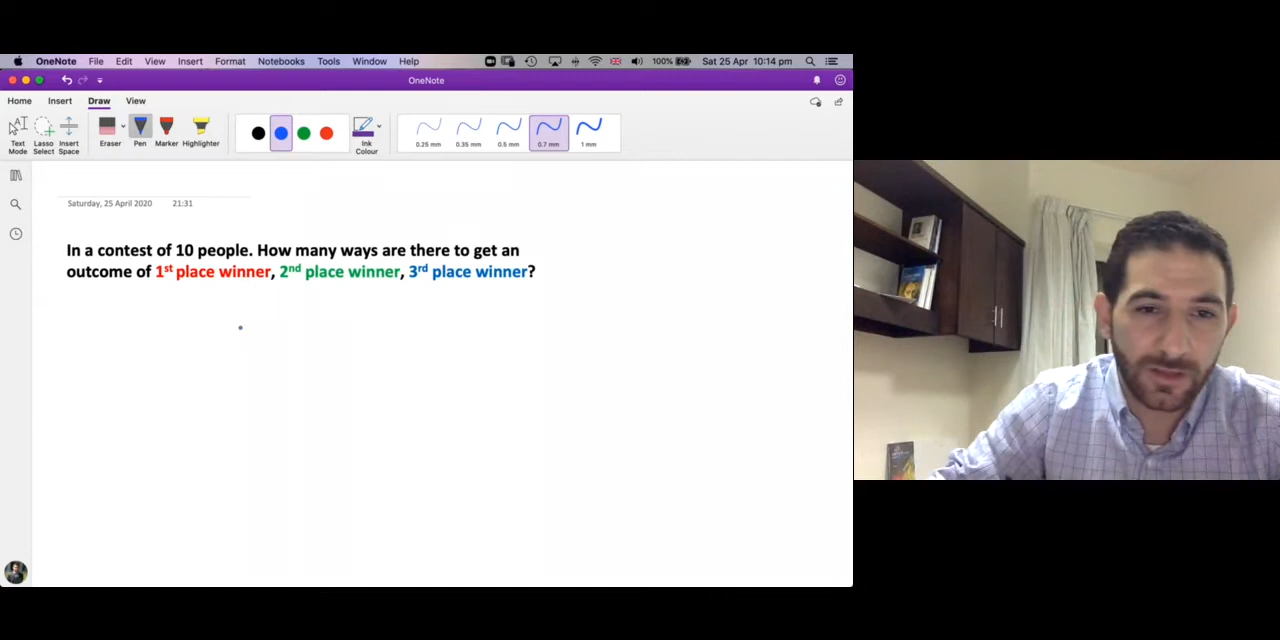 OneNote File Edit View Insert Format Notebooks Tools Window Help 100% Sat 25 Apr 10:14 pm
OneNote
Home Insert Draw View
Text Mode
Lasso Select
Insert Space
Eraser
Pen
Marker
Highlighter
Ink Colour
0.25 mm
0.35 mm
0.5 mm
0.7 mm
1 mm
Saturday, 25 April 2020 21:31
In a contest of 10 people. How many ways are there to get an
outcome of 1st place winner, 2nd place winner, 3rd place winner?